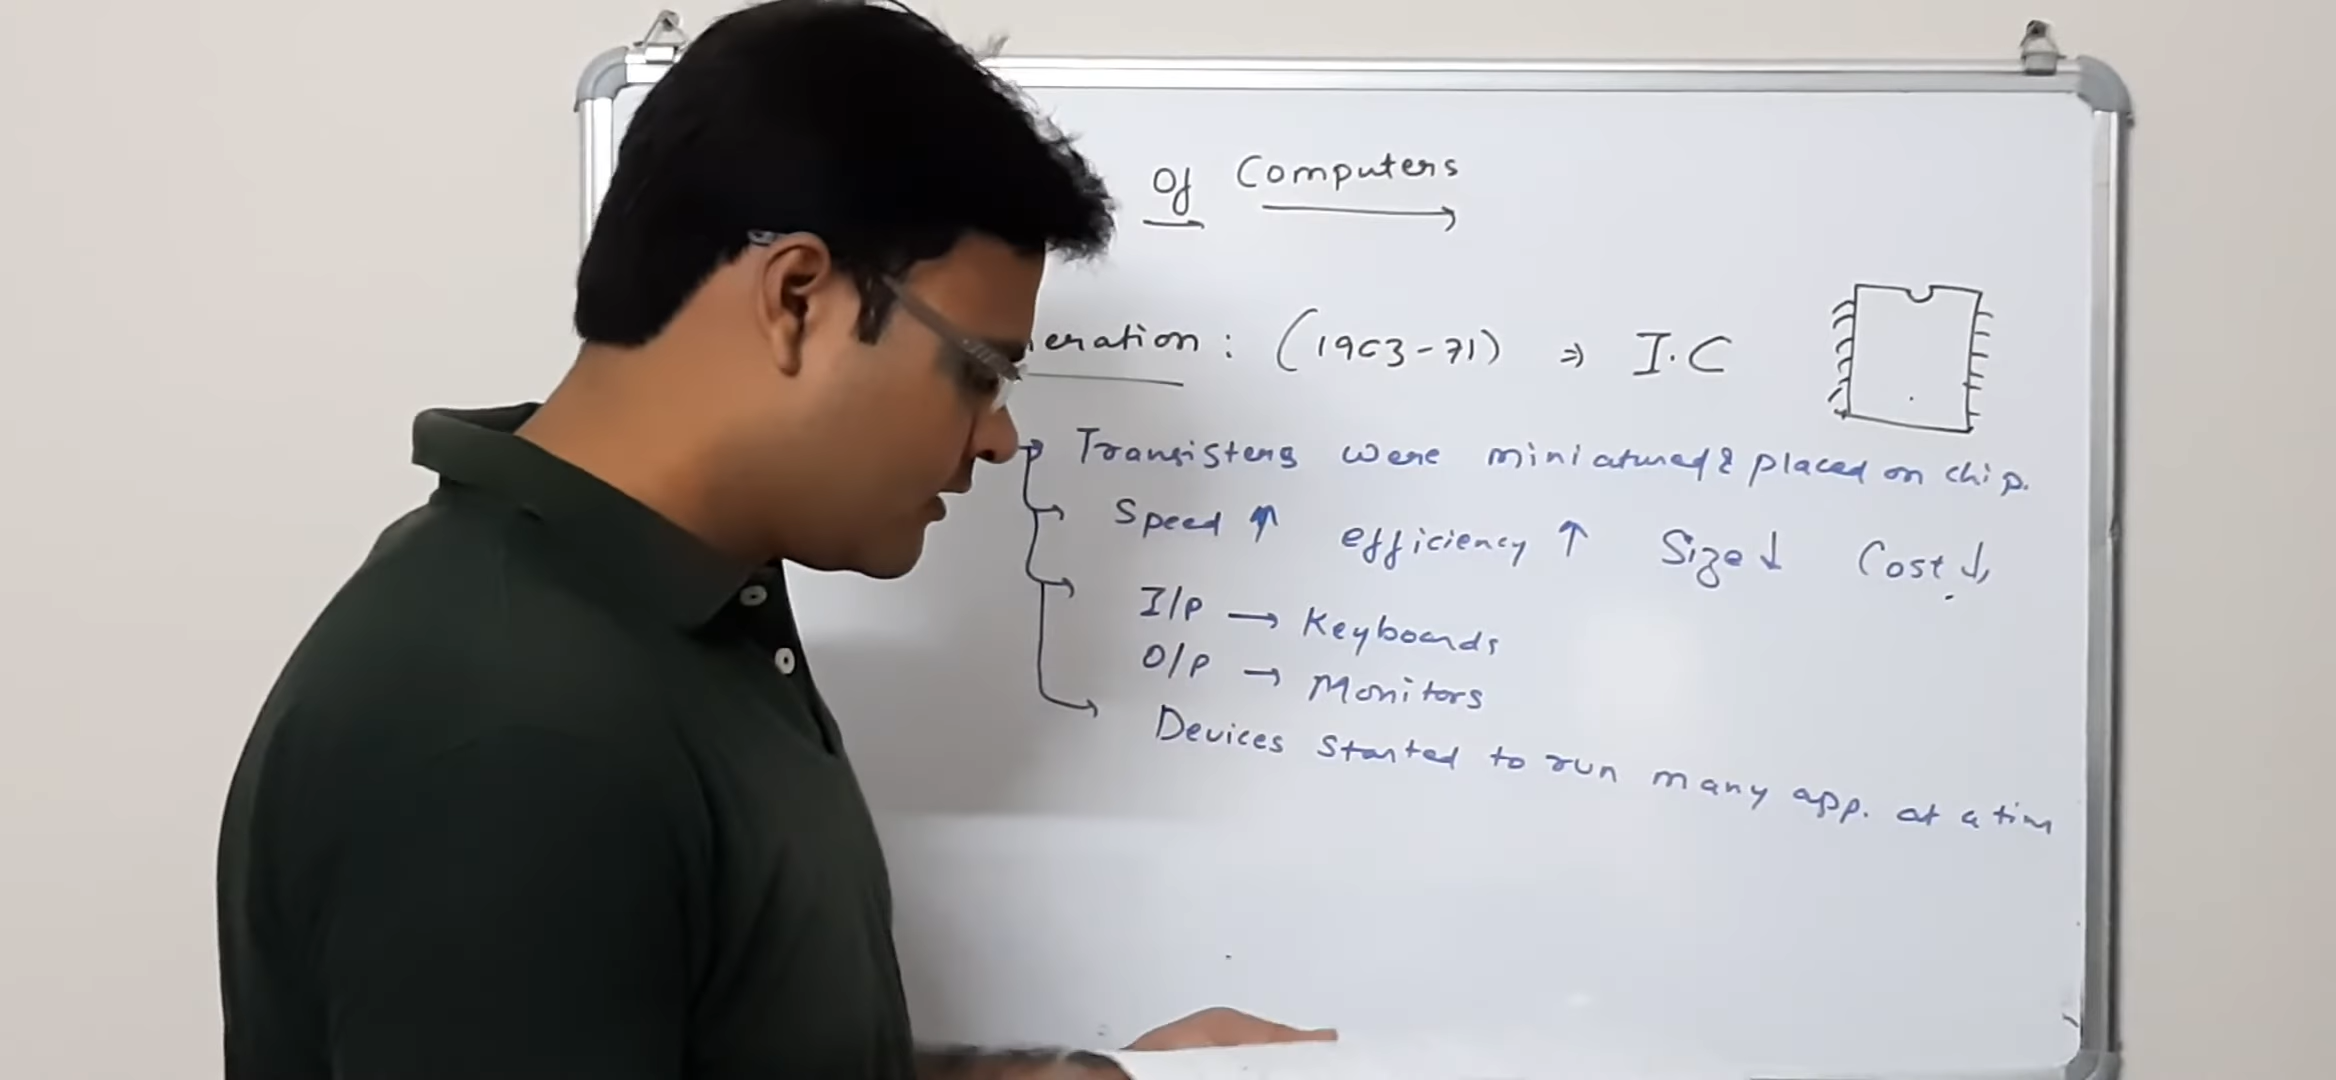 Of Computers
neration : (1963-71) ⇒ I.C
Transisters were miniatured & placed on chip.
Speed ↑ efficiency ↑ Size ↓ Cost ↓
I/P → Keyboards
O/P → Monitors
Devices started to run many app. at a tim